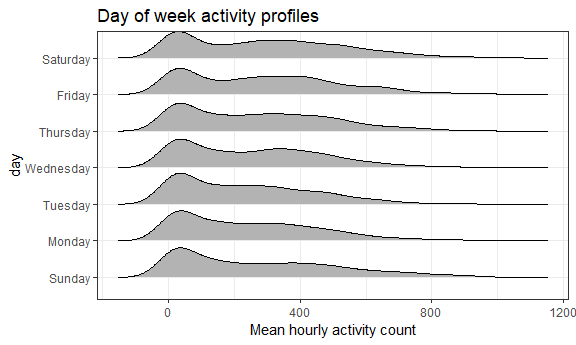 Day of week activity profiles
Saturday
Friday
Thursday
Wednesday
Tuesday
Monday
Sunday
day
0 400 800 1200
Mean hourly activity count